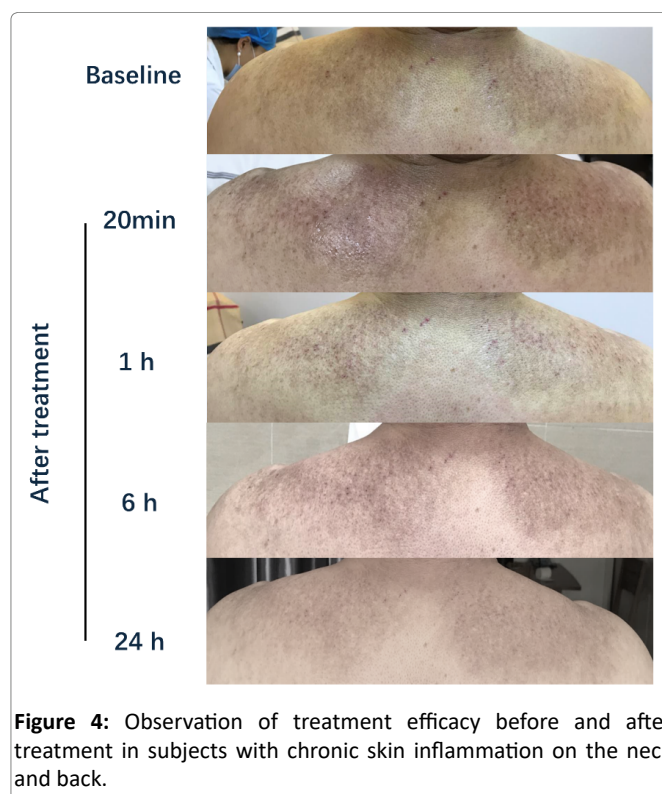 Baseline
20min
After treatment
1 h
6 h
24 h
Figure 4: Observation of treatment efficacy before and afte
treatment in subjects with chronic skin inflammation on the nec
and back.